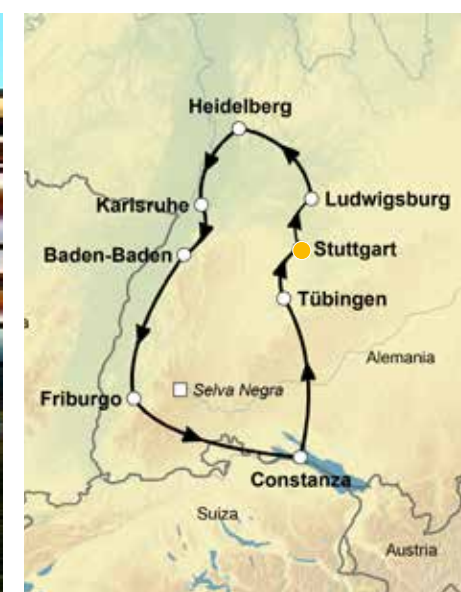 Heidelberg
Karlsruhe
Ludwigsburg
Baden-Baden
Stuttgart
Tübingen
Alemania
Friburgo
Selva Negra
Constanza
Suiza
Austria